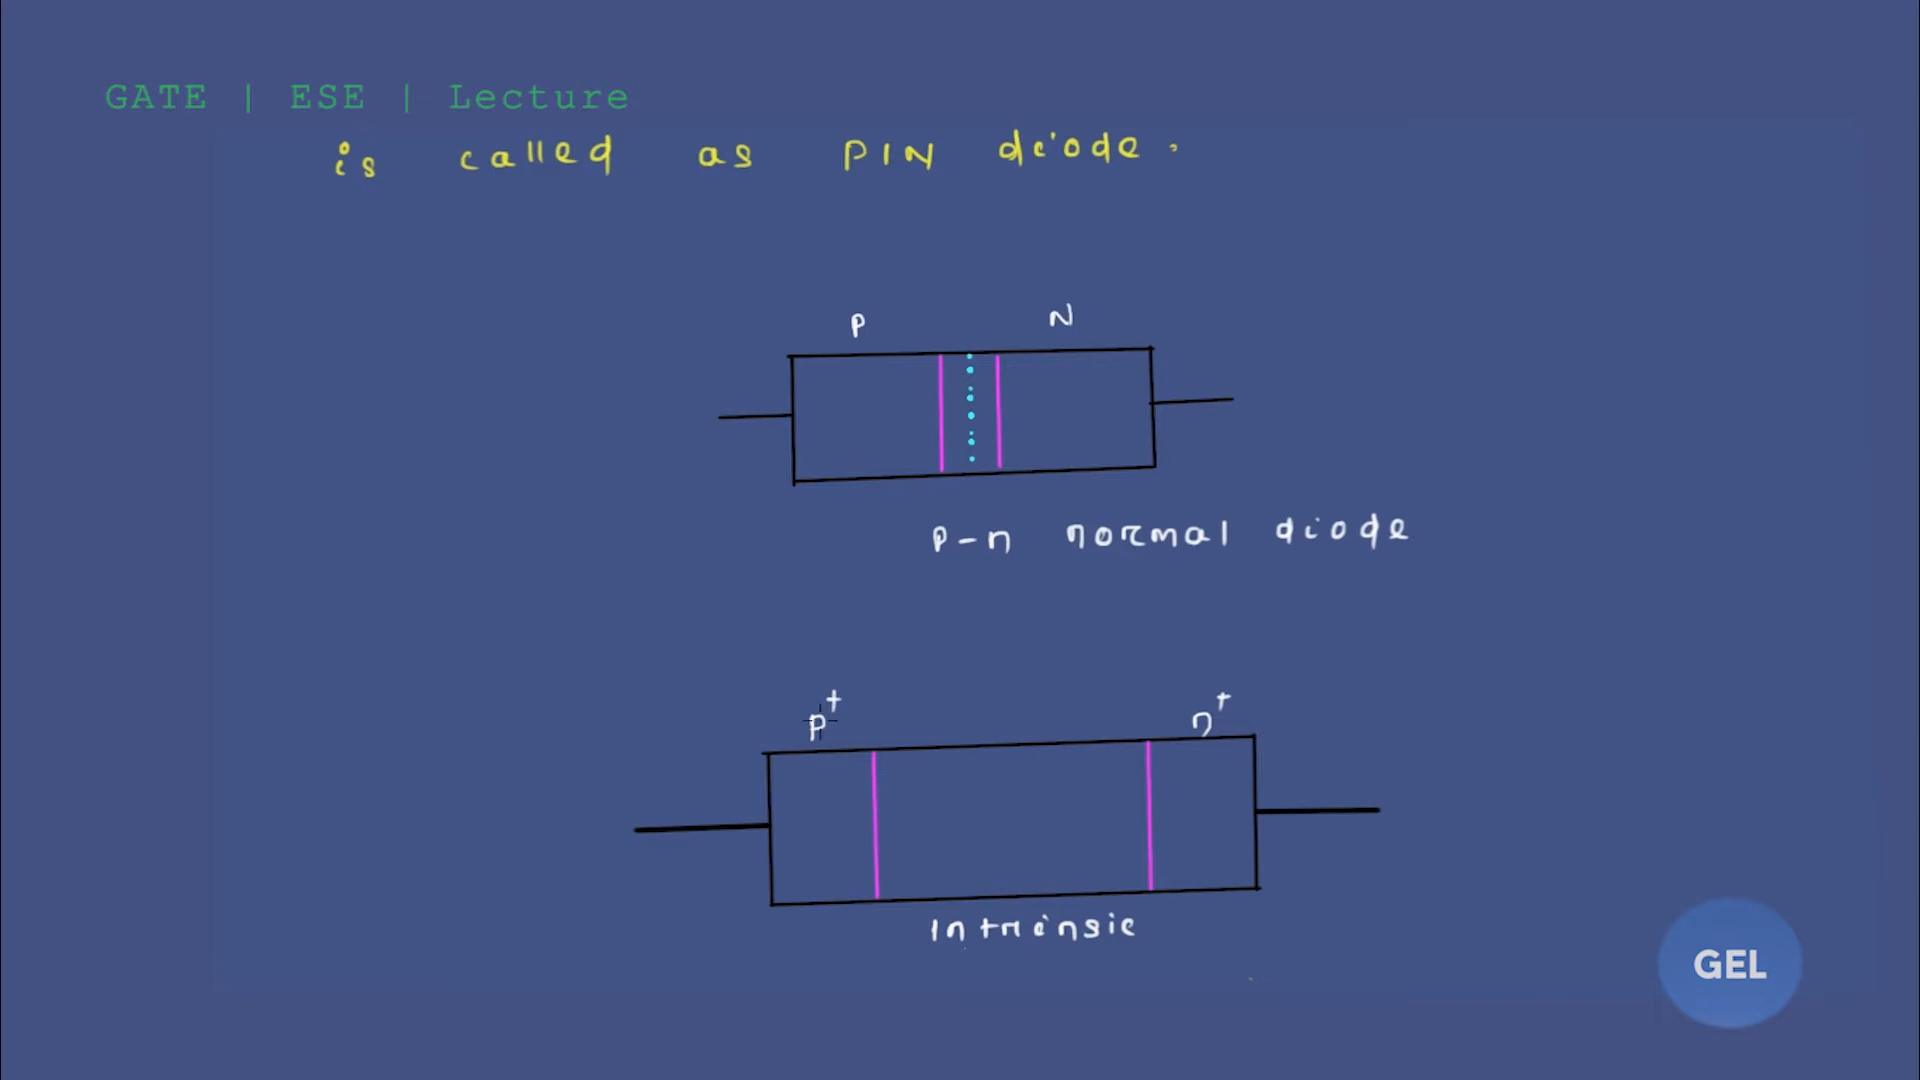 GATE | ESE | Lecture
is called as PIN diode.
P N
P-n normal diode
p+ n+
Intrinsic
GEL